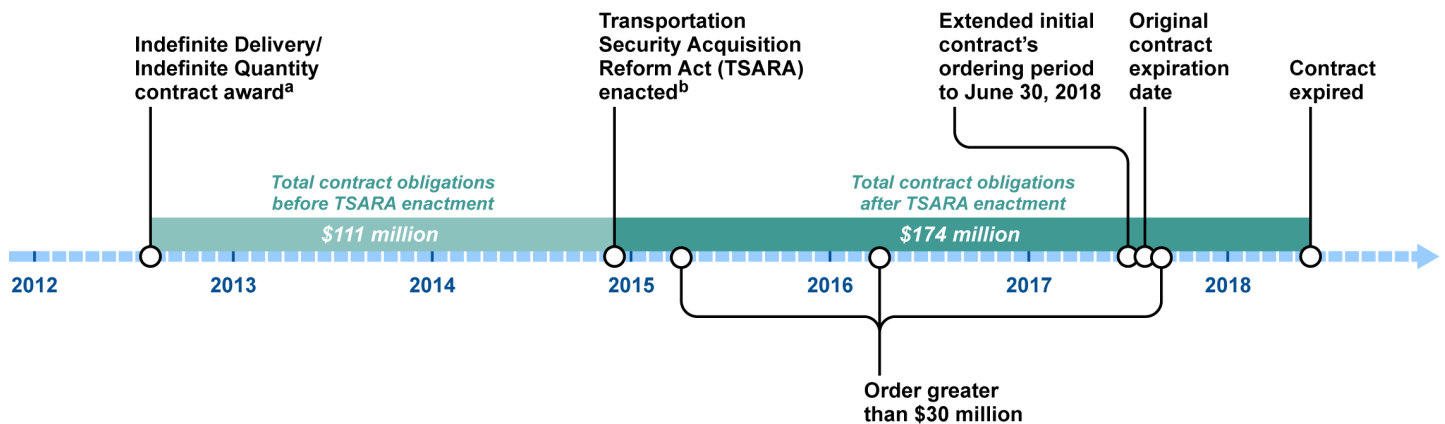 Indefinite Delivery/
Indefinite Quantity
contract awardᵃ
Transportation
Security Acquisition
Reform Act (TSARA)
enactedᵇ
Extended initial
contract's
ordering period
to June 30, 2018
Original
contract
expiration
date
Contract
expired
Total contract obligations
before TSARA enactment
$111 million
Total contract obligations
after TSARA enactment
$174 million
2012
2013
2014
2015
2016
2017
2018
Order greater
than $30 million